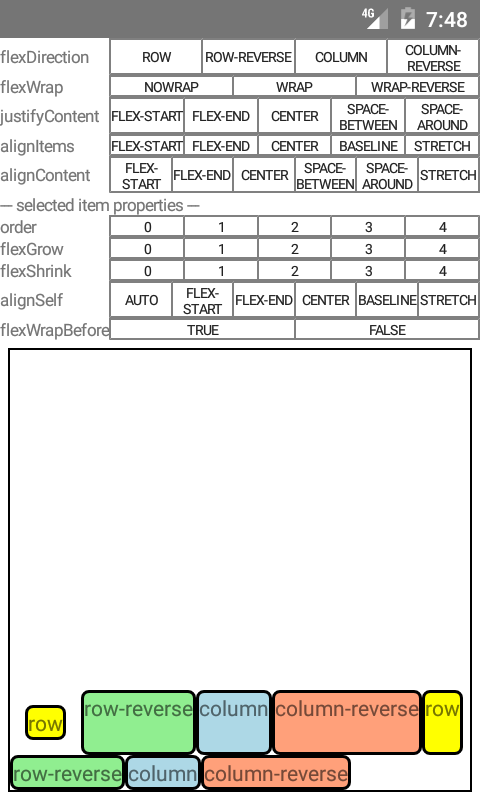 4G 7:48
flexDirection ROW ROW-REVERSE COLUMN COLUMN-REVERSE
flexWrap NOWRAP WRAP WRAP-REVERSE
justifyContent FLEX-START FLEX-END CENTER SPACE-BETWEEN SPACE-AROUND
alignItems FLEX-START FLEX-END CENTER BASELINE STRETCH
alignContent FLEX-START FLEX-END CENTER SPACE-BETWEEN SPACE-AROUND STRETCH
--- selected item properties ---
order 0 1 2 3 4
flexGrow 0 1 2 3 4
flexShrink 0 1 2 3 4
alignSelf AUTO FLEX-START FLEX-END CENTER BASELINE STRETCH
flexWrapBefore TRUE FALSE
row row-reverse column column-reverse row
row-reverse column column-reverse